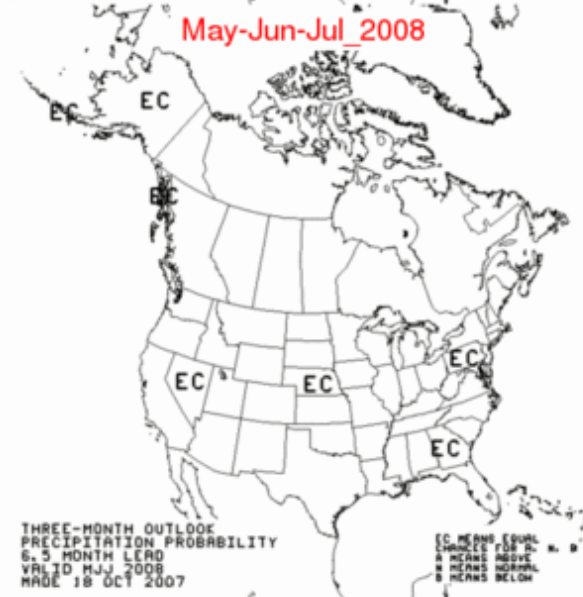 May-Jun-Jul_2008
EC
EC
EC
EC
EC
EC
EC
THREE-MONTH OUTLOOK
PRECIPITATION PROBABILITY
6.5 MONTH LEAD
VALID MJJ 2008
MADE 18 OCT 2007
EC MEANS EQUAL
CHANCES FOR A, N, B
A MEANS ABOVE
N MEANS NORMAL
B MEANS BELOW